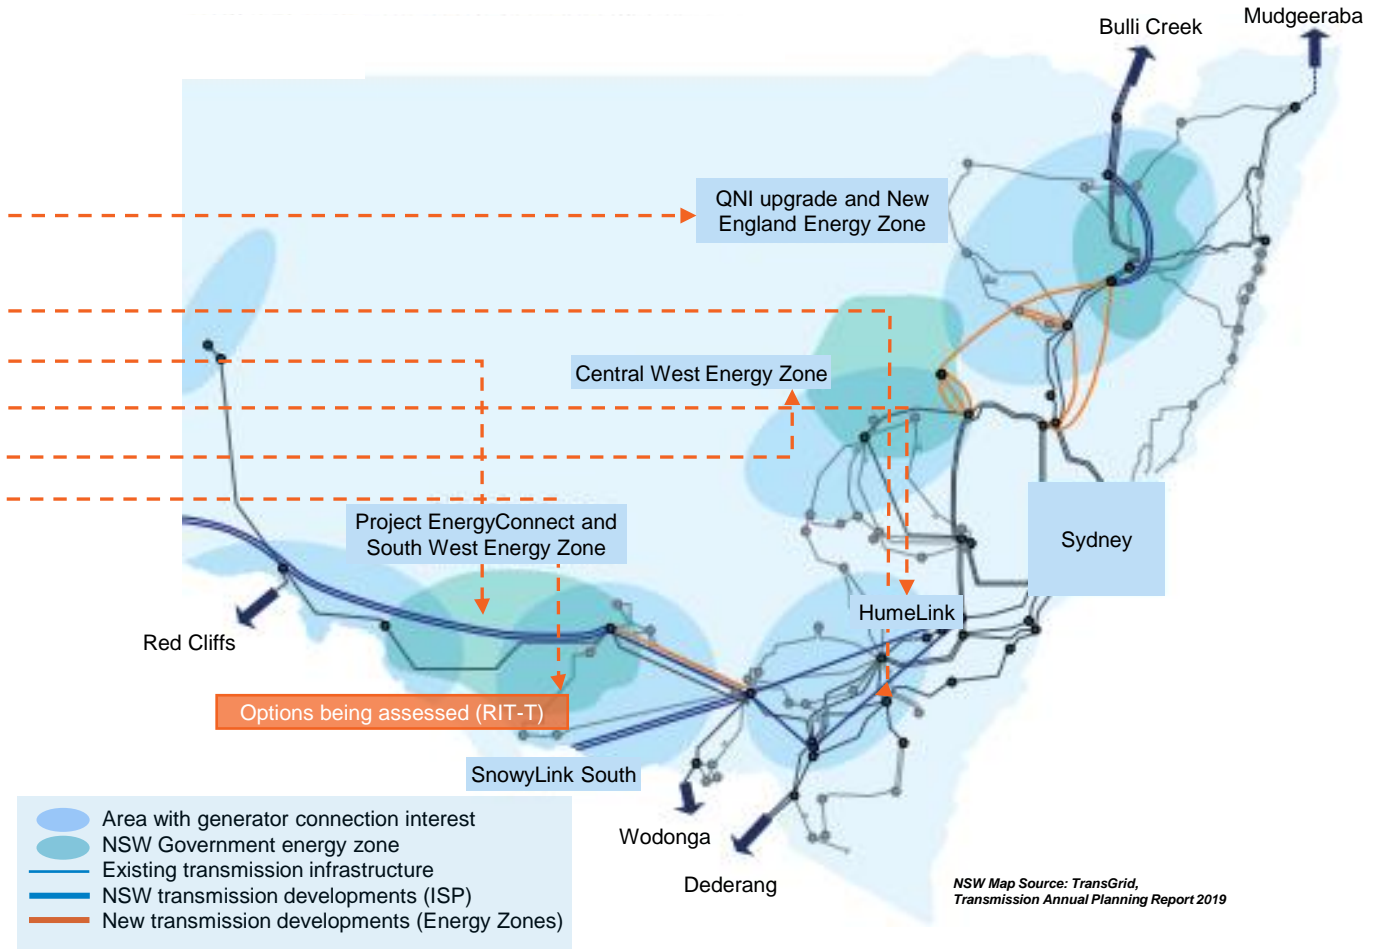 Mudgeeraba
Bulli Creek
QNI upgrade and New
England Energy Zone
Central West Energy Zone
Project EnergyConnect and
South West Energy Zone
Sydney
HumeLink
Red Cliffs
Options being assessed (RIT-T)
SnowyLink South
Wodonga
Dederang
Area with generator connection interest
NSW Government energy zone
Existing transmission infrastructure
NSW transmission developments (ISP)
New transmission developments (Energy Zones)
NSW Map Source: TransGrid,
Transmission Annual Planning Report 2019